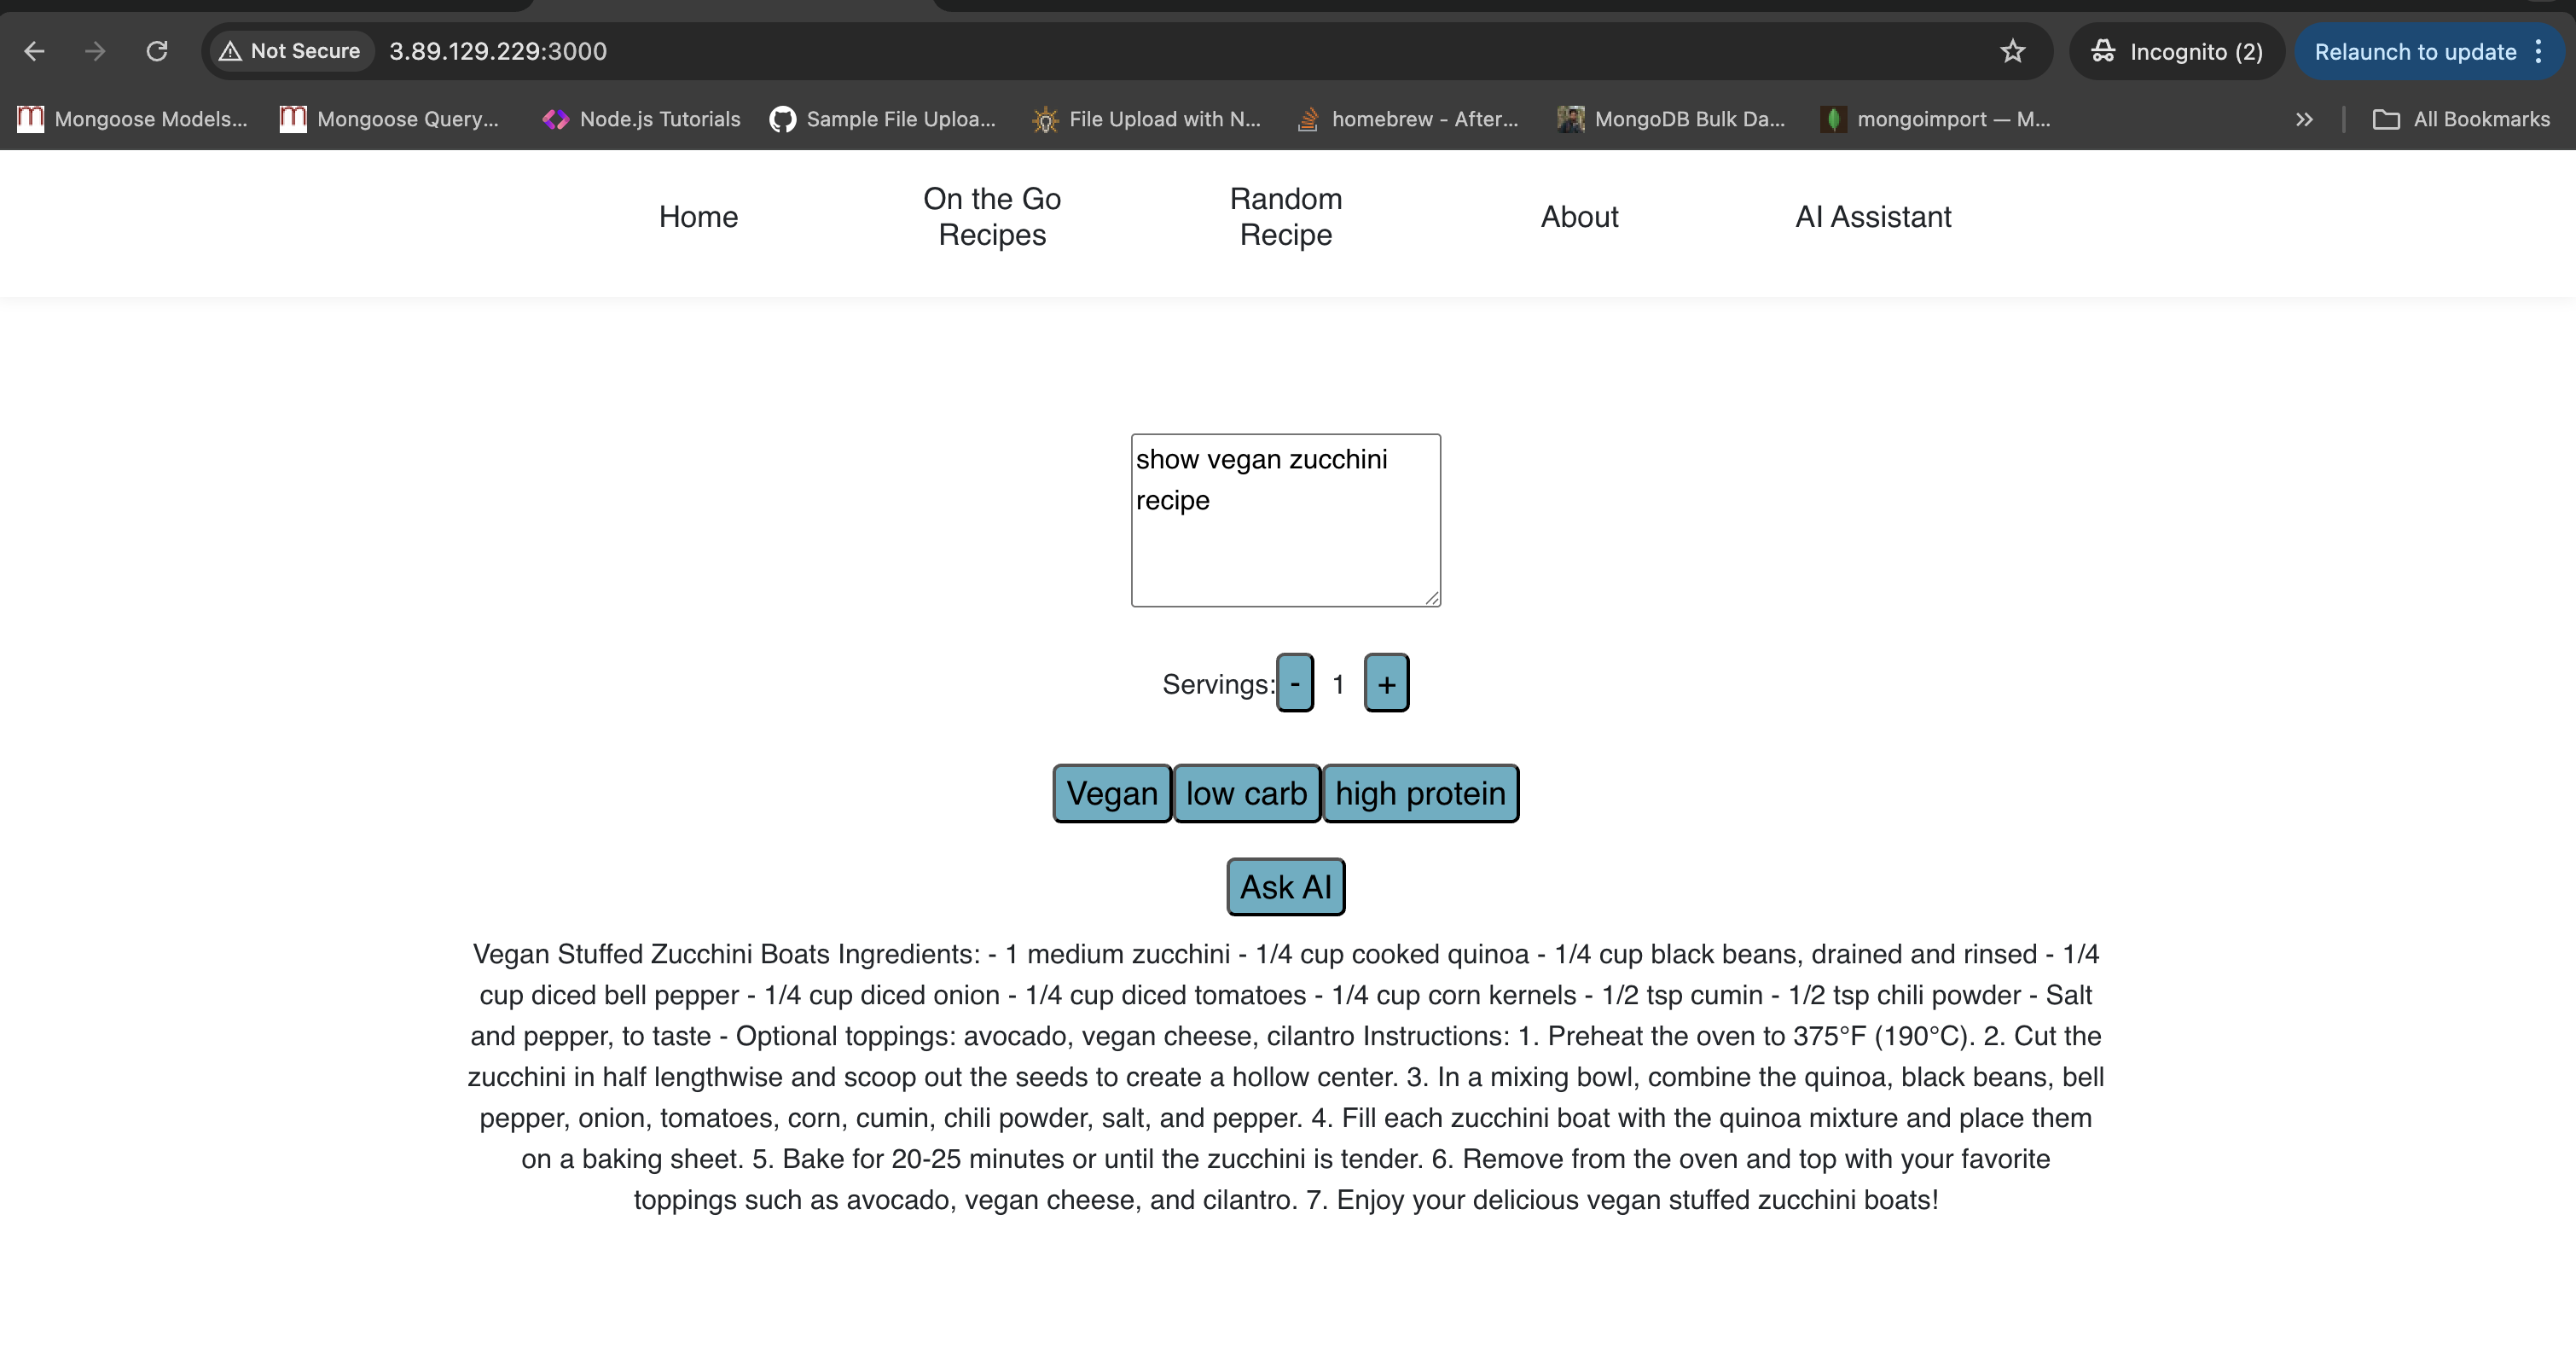 Not Secure 3.89.129.229:3000 Incognito (2) Relaunch to update
Mongoose Models... Mongoose Query... Node.js Tutorials Sample File Uploa... File Upload with N... homebrew - After... MongoDB Bulk Da... mongoimport — M... All Bookmarks
Home On the Go Recipes Random Recipe About AI Assistant
show vegan zucchini
recipe
Servings: - 1 +
Vegan low carb high protein
Ask AI
Vegan Stuffed Zucchini Boats Ingredients: - 1 medium zucchini - 1/4 cup cooked quinoa - 1/4 cup black beans, drained and rinsed - 1/4
cup diced bell pepper - 1/4 cup diced onion - 1/4 cup diced tomatoes - 1/4 cup corn kernels - 1/2 tsp cumin - 1/2 tsp chili powder - Salt
and pepper, to taste - Optional toppings: avocado, vegan cheese, cilantro Instructions: 1. Preheat the oven to 375°F (190°C). 2. Cut the
zucchini in half lengthwise and scoop out the seeds to create a hollow center. 3. In a mixing bowl, combine the quinoa, black beans, bell
pepper, onion, tomatoes, corn, cumin, chili powder, salt, and pepper. 4. Fill each zucchini boat with the quinoa mixture and place them
on a baking sheet. 5. Bake for 20-25 minutes or until the zucchini is tender. 6. Remove from the oven and top with your favorite
toppings such as avocado, vegan cheese, and cilantro. 7. Enjoy your delicious vegan stuffed zucchini boats!